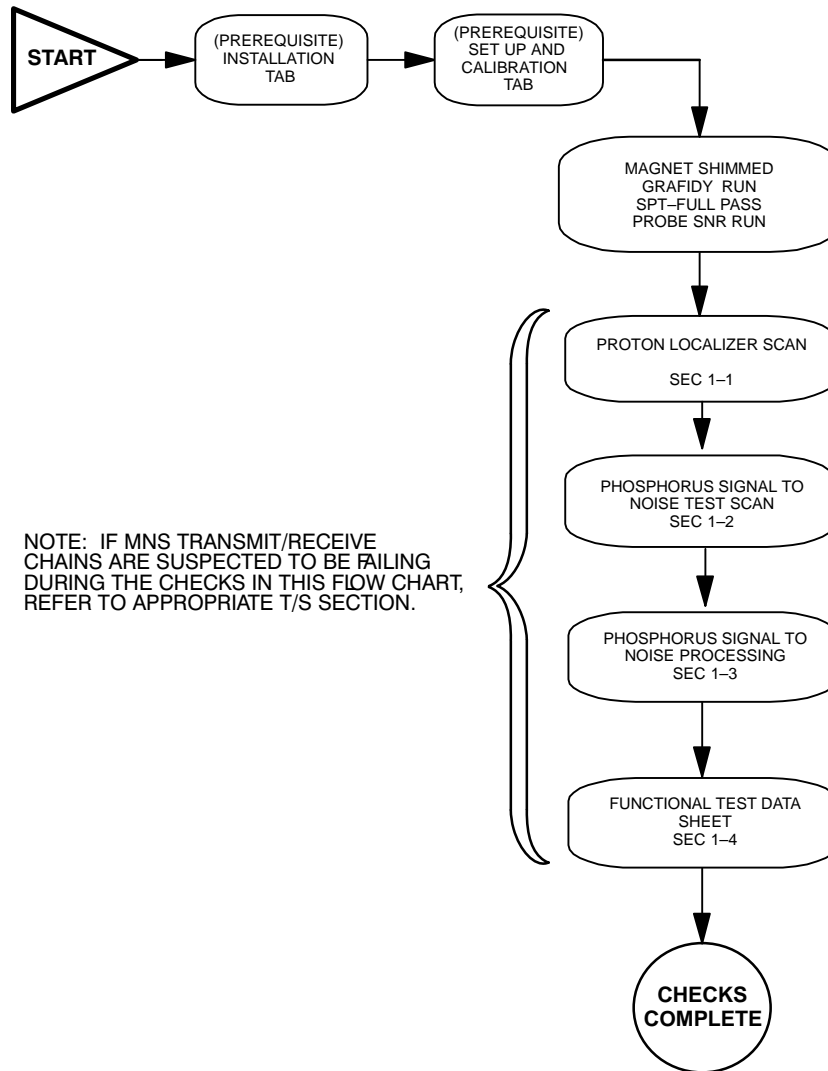 START
(PREREQUISITE)
INSTALLATION
TAB
(PREREQUISITE)
SET UP AND
CALIBRATION
TAB
MAGNET SHIMMED
GRAFIDY RUN
SPT–FULL PASS
PROBE SNR RUN
PROTON LOCALIZER SCAN
SEC 1–1
PHOSPHORUS SIGNAL TO
NOISE TEST SCAN
SEC 1–2
NOTE: IF MNS TRANSMIT/RECEIVE
CHAINS ARE SUSPECTED TO BE FAILING
DURING THE CHECKS IN THIS FLOW CHART,
REFER TO APPROPRIATE T/S SECTION.
PHOSPHORUS SIGNAL TO
NOISE PROCESSING
SEC 1–3
FUNCTIONAL TEST DATA
SHEET
SEC 1–4
CHECKS
COMPLETE